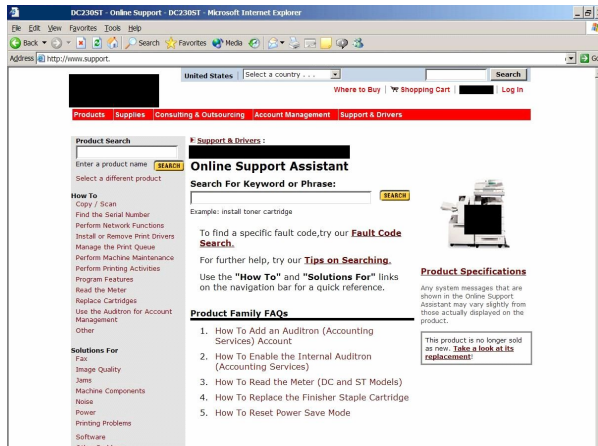 DC230ST - Online Support - DC230ST - Microsoft Internet Explorer
File Edit View Favorites Tools Help
Back Search Favorites Media
Address http://www.support.
Go
United States Select a country . . . Search
Where to Buy Shopping Cart Log In
Products Supplies Consulting & Outsourcing Account Management Support & Drivers
Product Search
Enter a product name SEARCH
Select a different product
How To
Copy / Scan
Find the Serial Number
Perform Network Functions
Install or Remove Print Drivers
Manage the Print Queue
Perform Machine Maintenance
Perform Printing Activities
Program Features
Read the Meter
Replace Cartridges
Use the Auditron for Account
Management
Other
Solutions For
Fax
Image Quality
Jams
Machine Components
Noise
Power
Printing Problems
Software
Support & Drivers :
Online Support Assistant
Search For Keyword or Phrase:
SEARCH
Example: install toner cartridge
To find a specific fault code,try our Fault Code
Search.
For further help, try our Tips on Searching.
Use the "How To" and "Solutions For" links
on the navigation bar for a quick reference.
Product Family FAQs
1. How To Add an Auditron (Accounting
Services) Account
2. How To Enable the Internal Auditron
(Accounting Services)
3. How To Read the Meter (DC and ST Models)
4. How To Replace the Finisher Staple Cartridge
5. How To Reset Power Save Mode
Product Specifications
Any system messages that are
shown in the Online Support
Assistant may vary slightly from
those actually displayed on the
product.
This product is no longer sold
as new. Take a look at its
replacement!